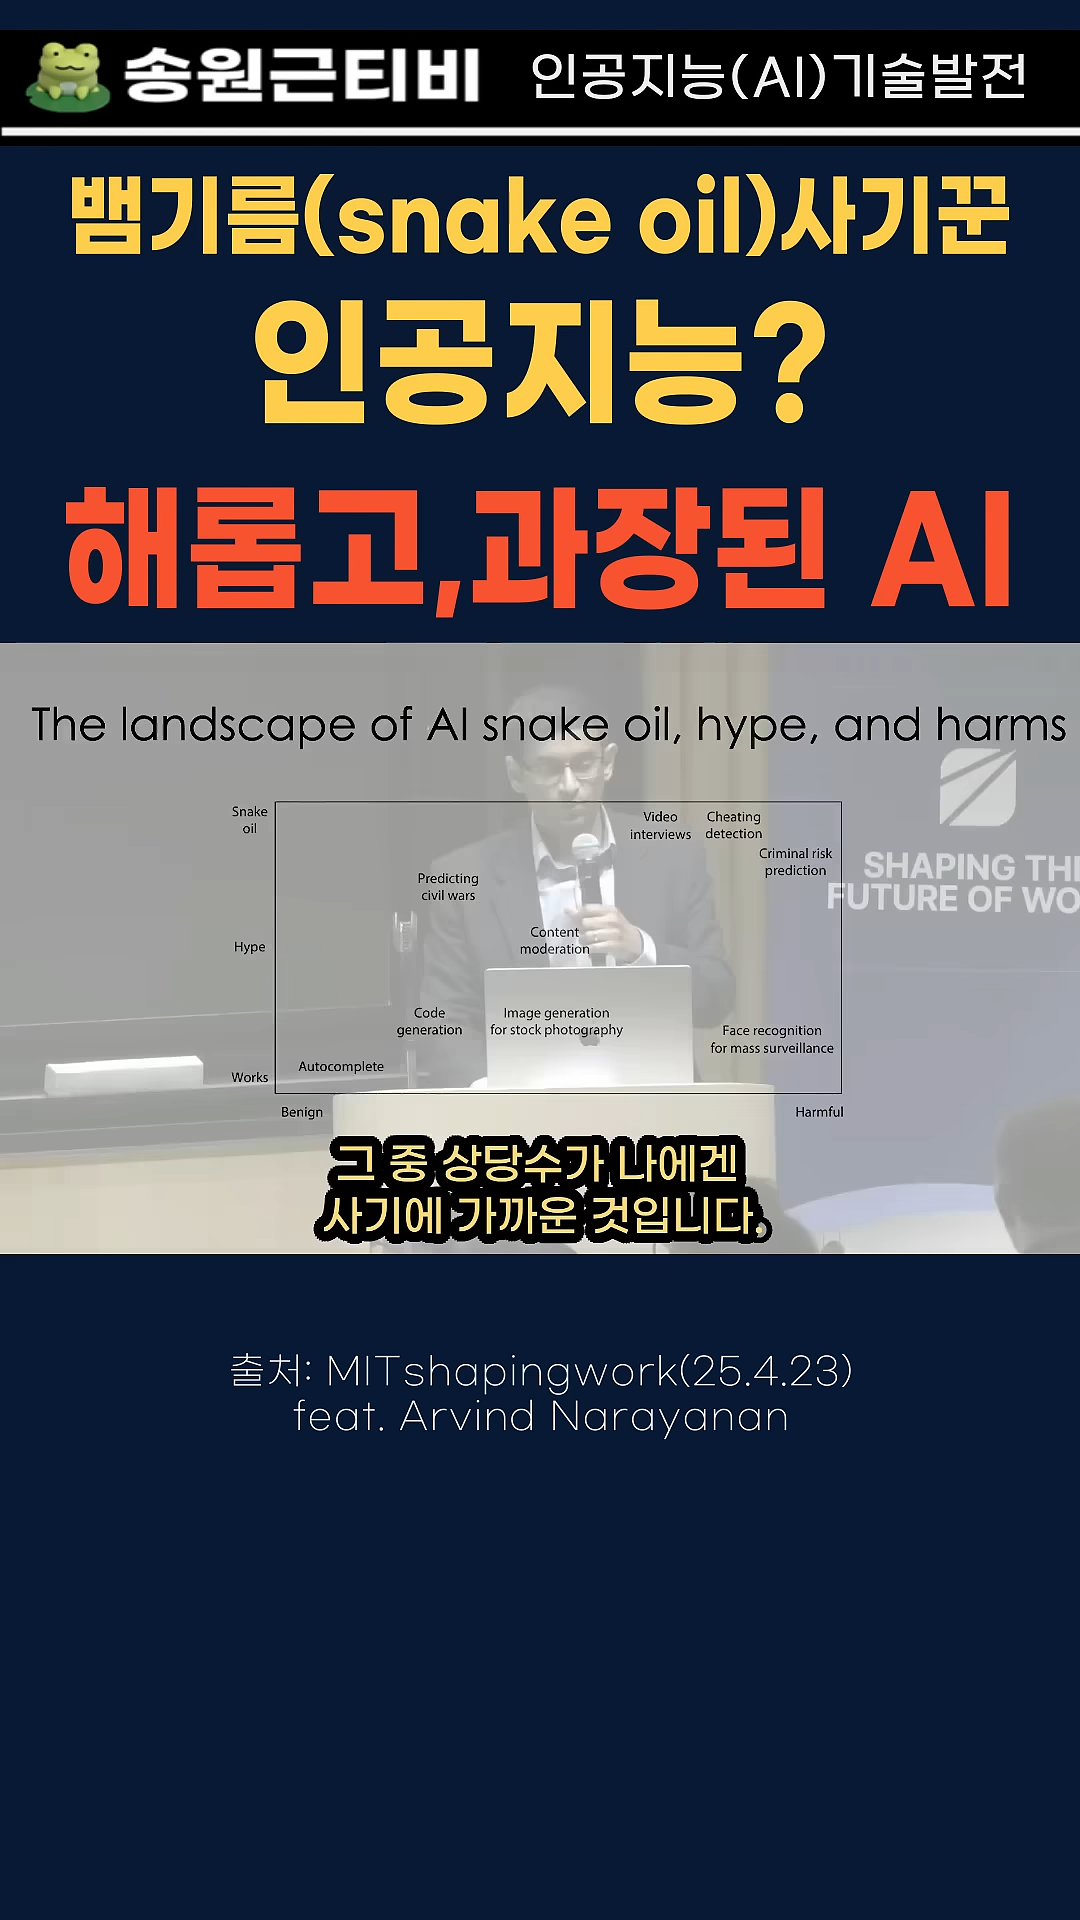 송원근티비 인공지능(AI)기술발전
뱀기름(snake oil)사기꾼
인공지능?
해롭고,과장된 AI
The landscape of AI snake oil, hype, and harms
Snake
oil
Video
interviews
Cheating
detection
Criminal risk
prediction
Predicting
civil wars
Hype
Content
moderation
Code
generation
Image generation
for stock photography
Face recognition
for mass surveillance
Works
Autocomplete
Benign
Harmful
SHAPING THE
FUTURE OF WO
그 중 상당수가 나에겐
사기에 가까운 것입니다.
출처: MITshapingwork(25.4.23)
feat. Arvind Narayanan